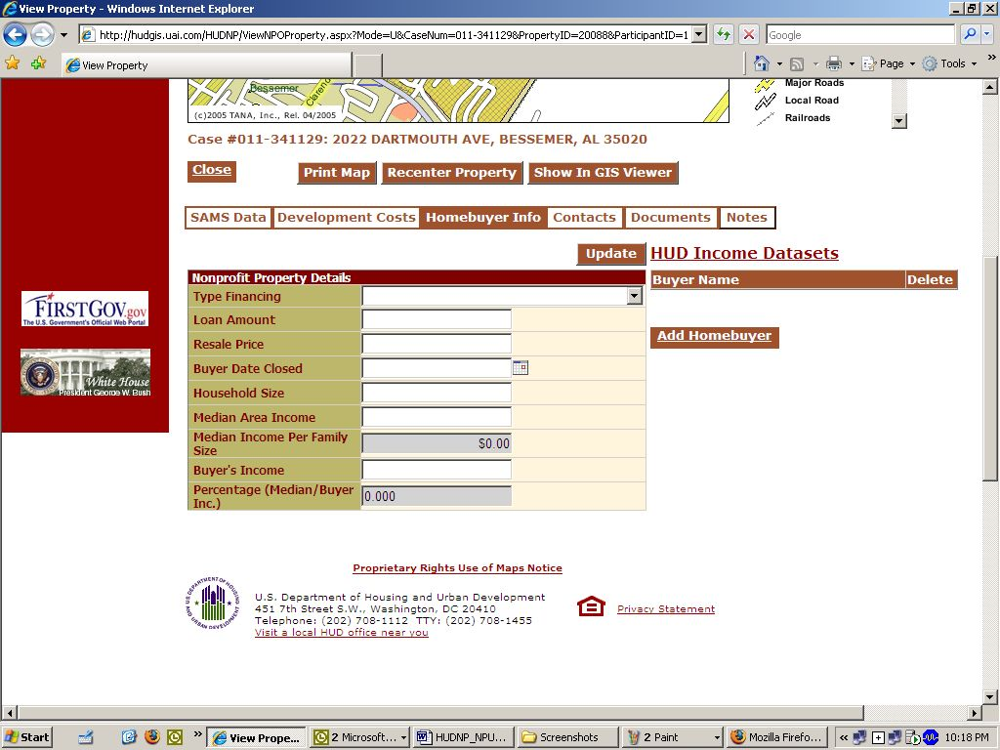 View Property - Windows Internet Explorer
http://hudgis.uai.com/HUDNP/ViewNPOProperty.aspx?Mode=U&CaseNum=011-341129&PropertyID=20088&ParticipantID=1
Google
View Property
Page
Tools
Bessemer
Claren
(c)2005 TANA, Inc., Rel. 04/2005
Major Roads
Local Road
Railroads
Case #011-341129: 2022 DARTMOUTH AVE, BESSEMER, AL 35020
Close
Print Map
Recenter Property
Show In GIS Viewer
SAMS Data
Development Costs
Homebuyer Info
Contacts
Documents
Notes
Update
HUD Income Datasets
Nonprofit Property Details
Buyer Name
Delete
Type Financing
Loan Amount
Resale Price
Buyer Date Closed
Household Size
Median Area Income
Median Income Per Family
Size
$0.00
Buyer's Income
Percentage (Median/Buyer
Inc.)
0.000
Add Homebuyer
FIRSTGOV.gov
The U.S. Government's Official Web Portal
White House
President George W. Bush
Proprietary Rights Use of Maps Notice
U.S. DEPARTMENT OF HOUSING
AND URBAN DEVELOPMENT
U.S. Department of Housing and Urban Development
451 7th Street S.W., Washington, DC 20410
Telephone: (202) 708-1112 TTY: (202) 708-1455
Visit a local HUD office near you
Privacy Statement
Start
»
View Prope...
2 Microsoft...
HUDNP_NPU...
Screenshots
2 Paint
Mozilla Firefo...
«
10:18 PM